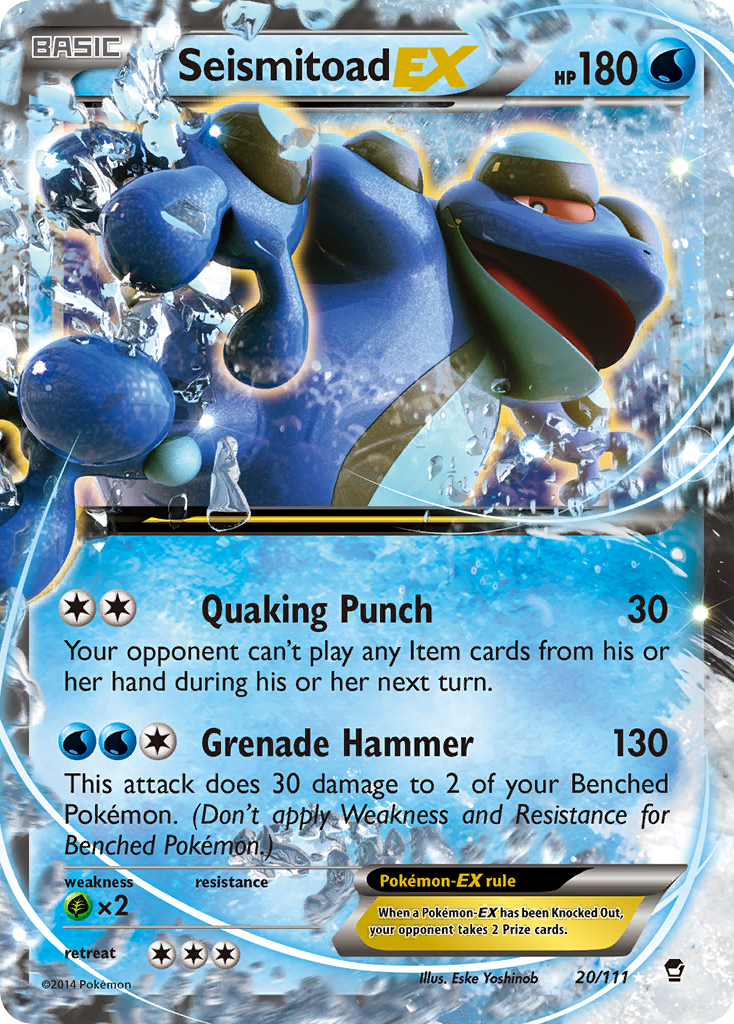 BASIC
Seismitoad EX HP 180
Quaking Punch 30
Your opponent can't play any Item cards from his or
her hand during his or her next turn.
Grenade Hammer 130
This attack does 30 damage to 2 of your Benched
Pokémon. (Don't apply Weakness and Resistance for
Benched Pokémon.)
weakness resistance
×2
Pokémon-EX rule
When a Pokémon-EX has been Knocked Out,
your opponent takes 2 Prize cards.
retreat
©2014 Pokémon
Illus. Eske Yoshinob
20/111